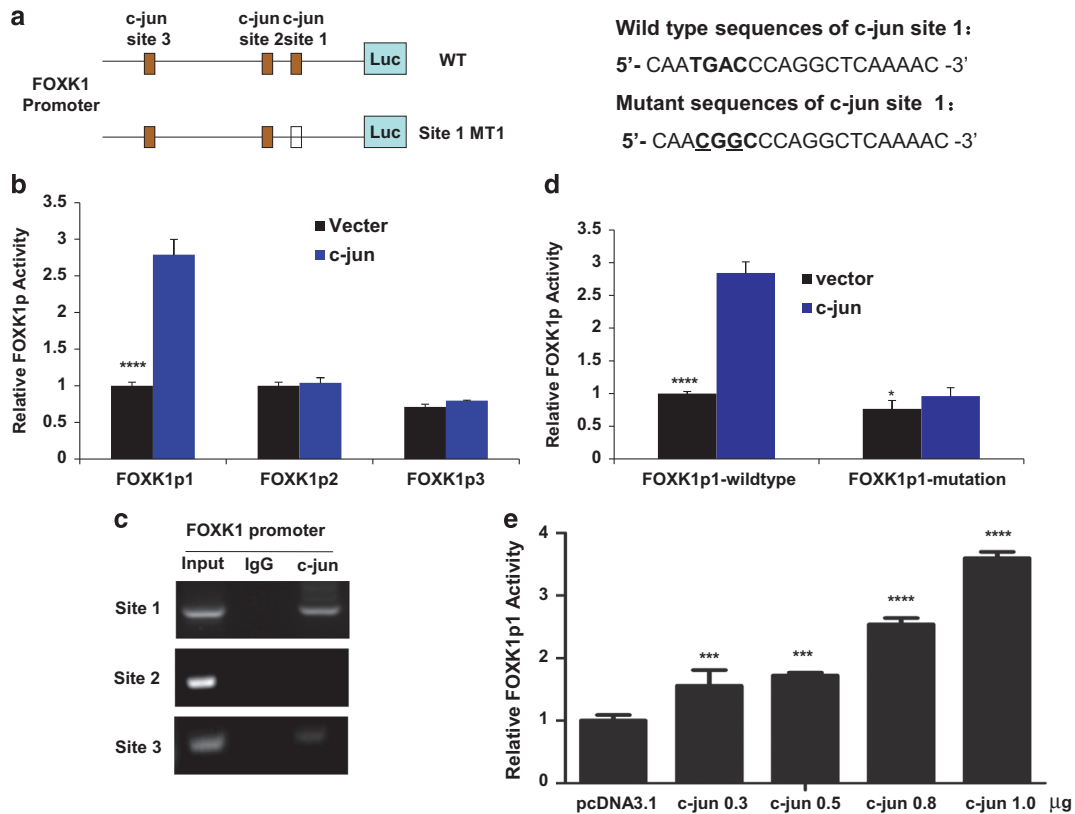 a
c-jun
site 3
c-jun c-jun
site 2 site 1
FOXK1
Promoter
Luc
WT
Luc
Site 1 MT1
Wild type sequences of c-jun site 1:
5'- CAATGACCCAGGCTCAAAAC -3'
Mutant sequences of c-jun site 1:
5'- CAACGGCCCAGGCTCAAAAC -3'
b
Relative FOXK1p Activity
3.5
3
2.5
2
1.5
1
0.5
0
Vecter
c-jun
****
FOXK1p1
FOXK1p2
FOXK1p3
d
Relative FOXK1p Activity
3.5
3
2.5
2
1.5
1
0.5
0
vector
c-jun
****
*
FOXK1p1-wildtype
FOXK1p1-mutation
c
FOXK1 promoter
Input IgG c-jun
Site 1
Site 2
Site 3
e
Relative FOXK1p1 Activity
4
3
2
1
0
***
***
****
****
pcDNA3.1 c-jun 0.3 c-jun 0.5 c-jun 0.8 c-jun 1.0 μg